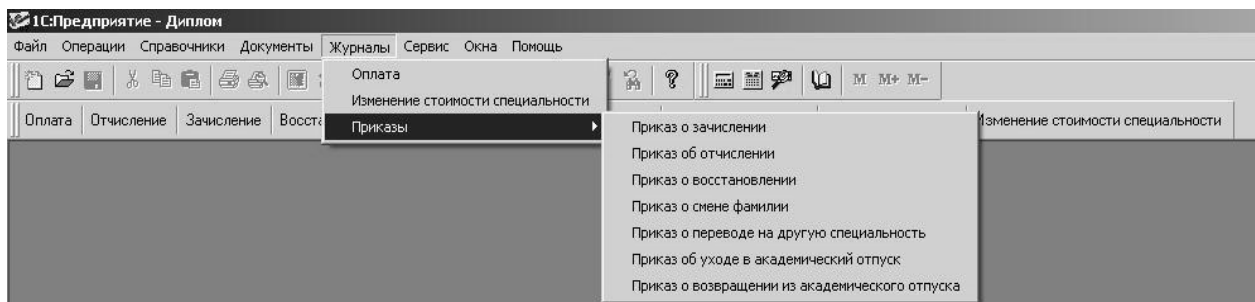 1С:Предприятие - Диплом
Файл Операции Справочники Документы Журналы Сервис Окна Помощь
M M+ M-
Оплата
Изменение стоимости специальности
Приказы
Оплата Отчисление Зачисление Изменение стоимости специальности
Приказ о зачислении
Приказ об отчислении
Приказ о восстановлении
Приказ о смене фамилии
Приказ о переводе на другую специальность
Приказ об уходе в академический отпуск
Приказ о возвращении из академического отпуска